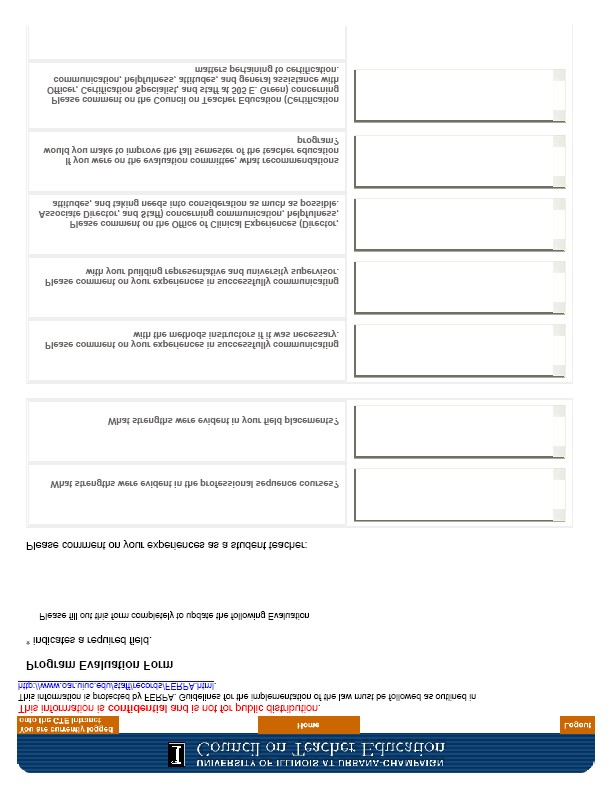 UNIVERSITY OF ILLINOIS AT URBANA-CHAMPAIGN
Council on Teacher Education
I
You are currently logged
onto the CTE Intranet
Home
Logout
This information is confidential and is not for public distribution.
This information is protected by FERPA. Guidelines for the implementation of the law must be followed as outlined in
http://www.oar.uiuc.edu/staff/records/FERPA.html.
Program Evaluation Form
* indicates a required field.
Please fill out this form completely to update the following Evaluation
Please comment on your experiences as a student teacher:
What strengths were evident in the professional sequence courses?
What strengths were evident in your field placements?
Please comment on your experiences in successfully communicating
with the methods instructors if it was necessary.
Please comment on your experiences in successfully communicating
with your building representative and university supervisor.
Please comment on the Office of Clinical Experiences (Director,
Associate Director, and Staff) concerning communication, helpfulness,
attitudes, and taking needs into consideration as much as possible.
If you were on the evaluation committee, what recommendations
would you make to improve the fall semester of the teacher education
program?
Please comment on the Council on Teacher Education (Certification
Officer, Certification Specialist, and staff at 505 E. Green) concerning
communication, helpfulness, attitudes, and general assistance with
matters pertaining to certification.